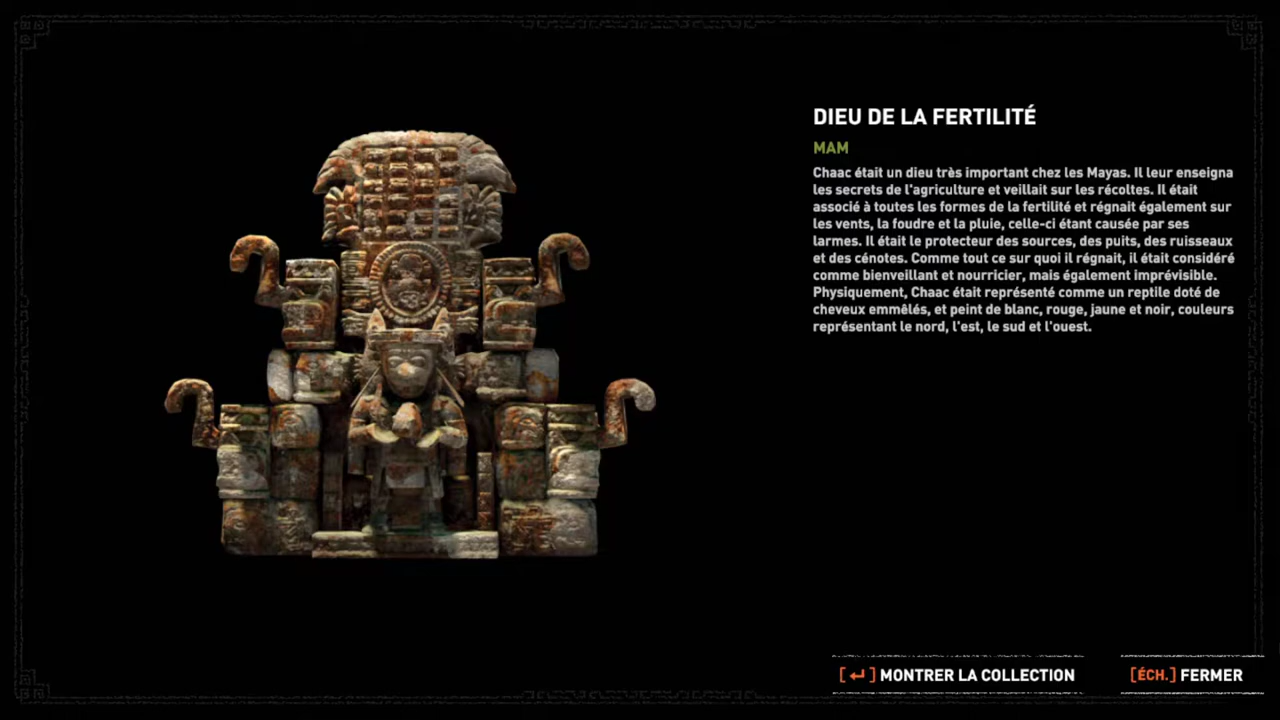 DIEU DE LA FERTILITÉ
MAM
Chaac était un dieu très important chez les Mayas. Il leur enseigna
les secrets de l'agriculture et veillait sur les récoltes. Il était
associé à toutes les formes de la fertilité et régnait également sur
les vents, la foudre et la pluie, celle-ci étant causée par ses
larmes. Il était le protecteur des sources, des puits, des ruisseaux
et des cénotes. Comme tout ce sur quoi il régnait, il était considéré
comme bienveillant et nourricier, mais également imprévisible.
Physiquement, Chaac était représenté comme un reptile doté de
cheveux emmêlés, et peint de blanc, rouge, jaune et noir, couleurs
représentant le nord, l'est, le sud et l'ouest.
[↵] MONTRER LA COLLECTION
[ÉCH.] FERMER